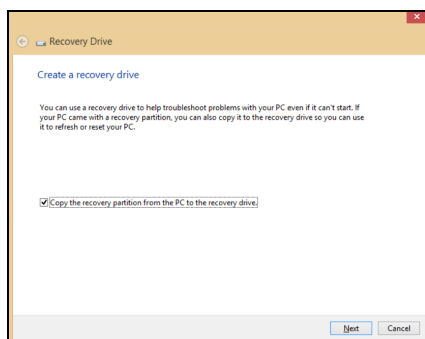 Recovery Drive
Create a recovery drive
You can use a recovery drive to help troubleshoot problems with your PC even if it can't start. If
your PC came with a recovery partition, you can also copy it to the recovery drive so you can use
it to refresh or reset your PC.
Copy the recovery partition from the PC to the recovery drive.
Next Cancel